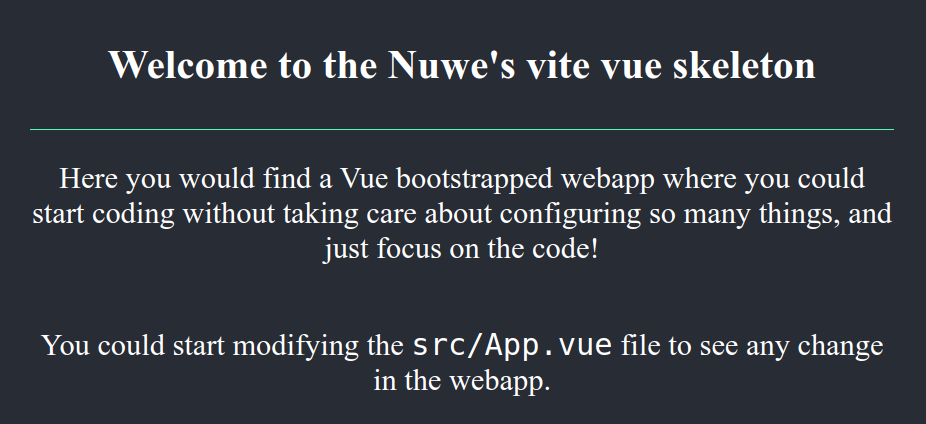 Welcome to the Nuwe's vite vue skeleton
Here you would find a Vue bootstrapped webapp where you could
start coding without taking care about configuring so many things, and
just focus on the code!
You could start modifying the src/App.vue file to see any change
in the webapp.